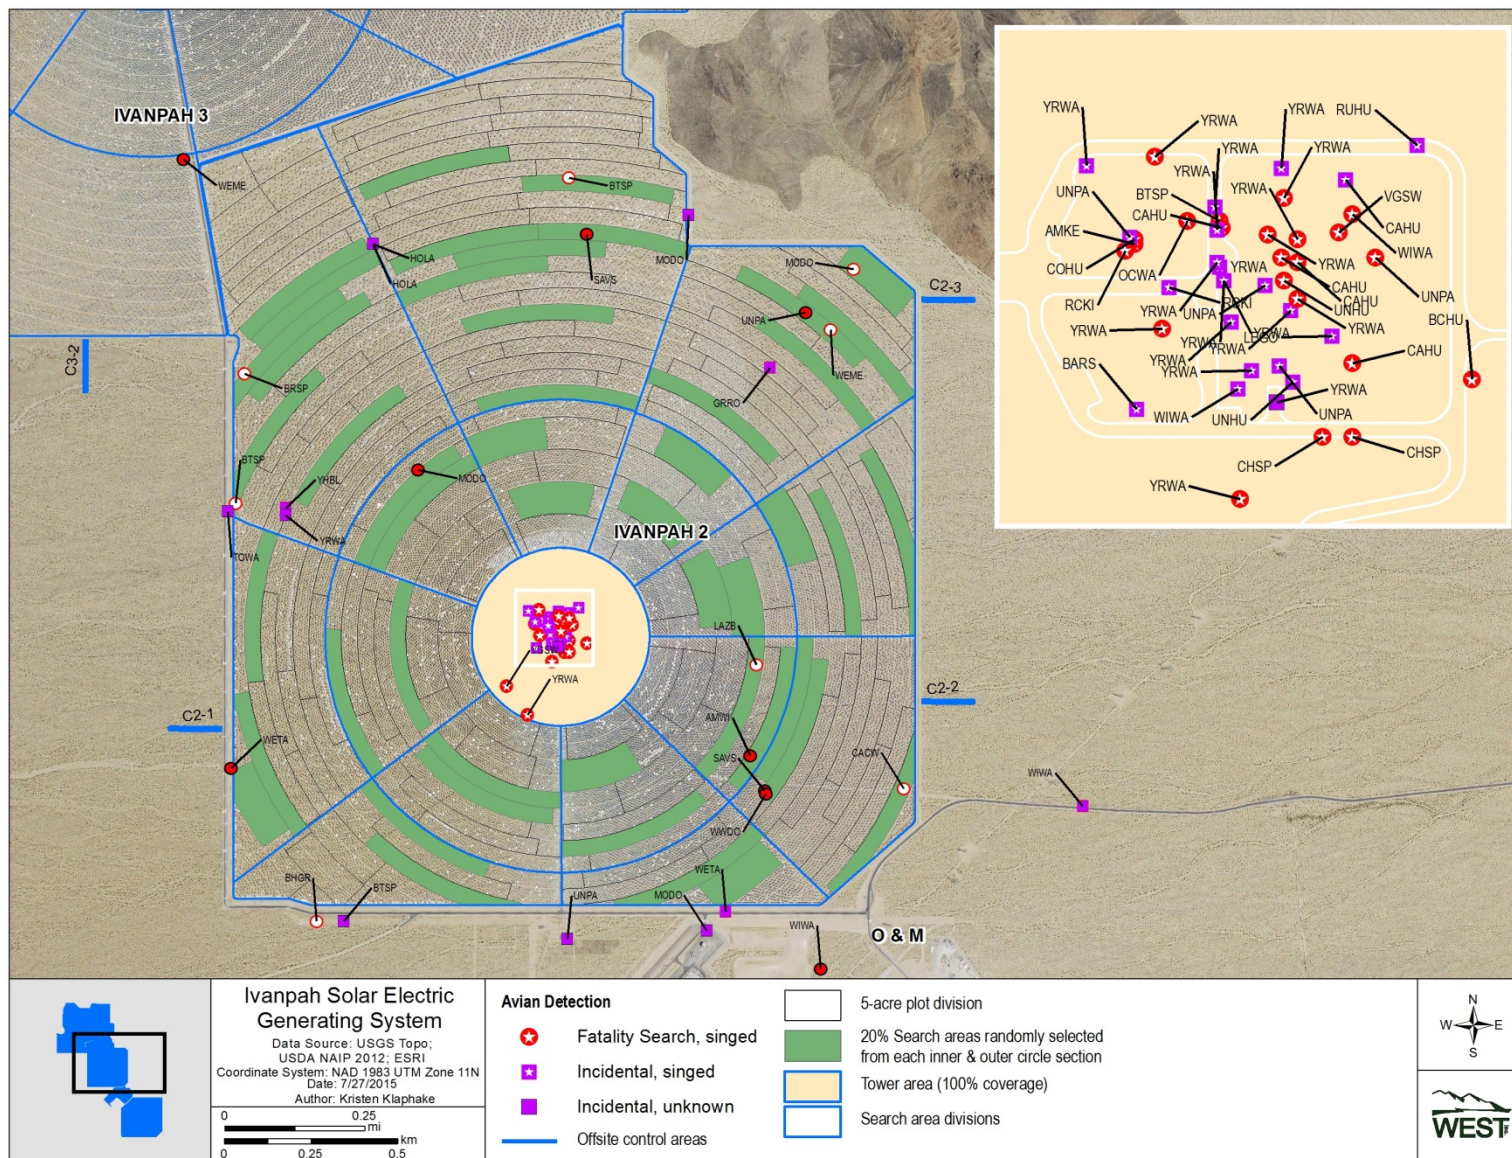 IVANPAH 3
WEME
BTSP
HOLA
HOLA
SAVS
MODO
MODO
C2-3
UNPA
WEME
GRRO
C3-2
BRSP
BTSP
YHBL
MODO
YRWA
TOWA
IVANPAH 2
LAZB
YRWA
AMWI
C2-2
C2-1
WETA
SAVS
CACW
WIWA
WWDO
BHGR
BTSP
UNPA
MODO
WETA
WIWA
O & M
YRWA
YRWA
YRWA
RUHU
YRWA
YRWA
YRWA
UNPA
BTSP
YRWA
VGSW
CAHU
AMKE
CAHU
WIWA
COHU
OCWA
YRWA
YRWA
CAHU
RCKI
RCKI
CAHU
UNPA
YRWA
UNPA
UNHU
BCHU
YRWA
YRWA
YRWA
LEGO
YRWA
YRWA
YRWA
CAHU
BARS
YRWA
YRWA
WIWA
UNHU
UNPA
CHSP
CHSP
YRWA
Ivanpah Solar Electric
Generating System
Data Source: USGS Topo;
USDA NAIP 2012; ESRI
Coordinate System: NAD 1983 UTM Zone 11N
Date: 7/27/2015
Author: Kristen Klaphake
0 0.25
mi
km
0 0.25 0.5
Avian Detection
Fatality Search, singed
Incidental, singed
Incidental, unknown
Offsite control areas
5-acre plot division
20% Search areas randomly selected
from each inner & outer circle section
Tower area (100% coverage)
Search area divisions
N
W E
S
WEST
Inc.